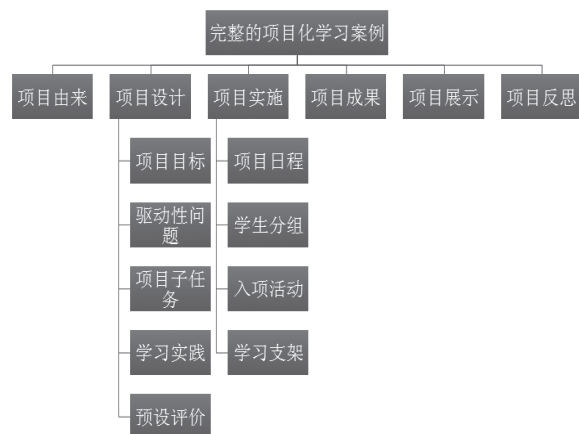 完整的项目化学习案例
项目由来
项目设计
项目实施
项目成果
项目展示
项目反思
项目目标
驱动性问
题
项目子任
务
学习实践
预设评价
项目日程
学生分组
入项活动
学习支架